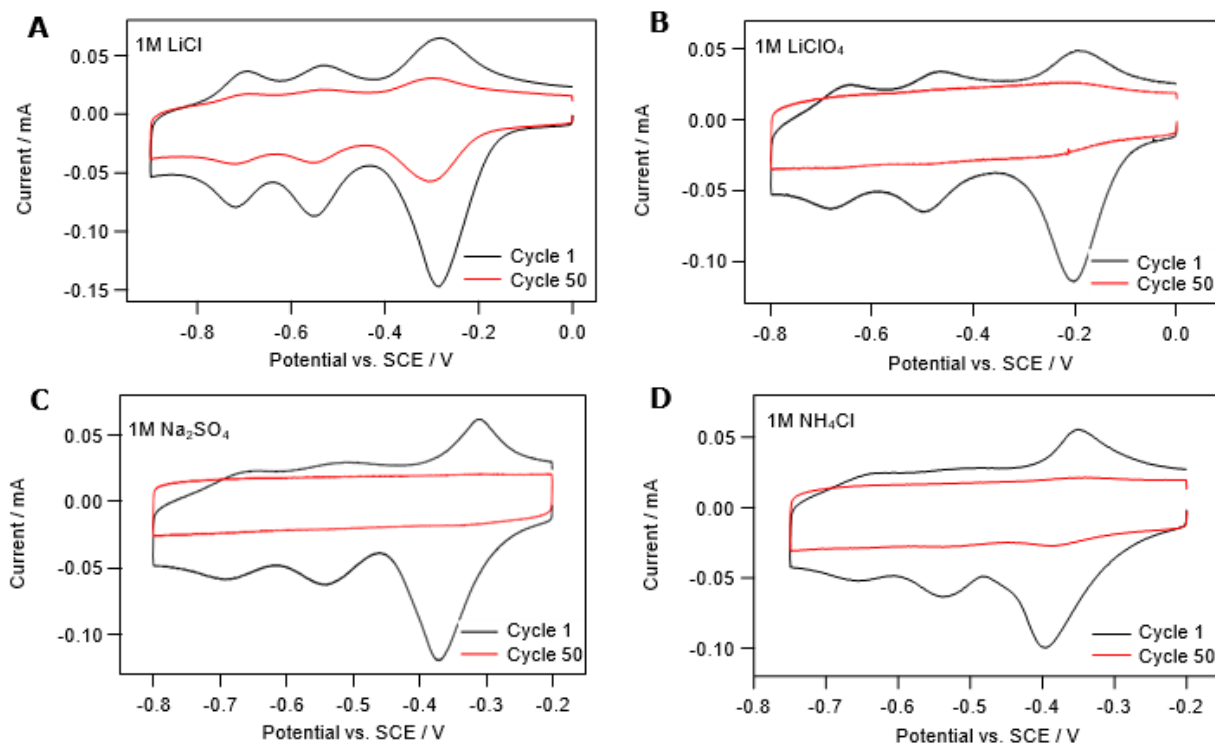 A
1M LiCl
0.05
0.00
-0.05
-0.10
-0.15
Current / mA
Cycle 1
Cycle 50
-0.8 -0.6 -0.4 -0.2 0.0
Potential vs. SCE / V
B
1M LiClO₄
0.05
0.00
-0.05
-0.10
Current / mA
Cycle 1
Cycle 50
-0.8 -0.6 -0.4 -0.2 0.0
Potential vs. SCE / V
C
1M Na₂SO₄
0.05
0.00
-0.05
-0.10
Current / mA
Cycle 1
Cycle 50
-0.8 -0.7 -0.6 -0.5 -0.4 -0.3 -0.2
Potential vs. SCE / V
D
1M NH₄Cl
0.05
0.00
-0.05
-0.10
Current / mA
Cycle 1
Cycle 50
-0.8 -0.7 -0.6 -0.5 -0.4 -0.3 -0.2
Potential vs. SCE / V